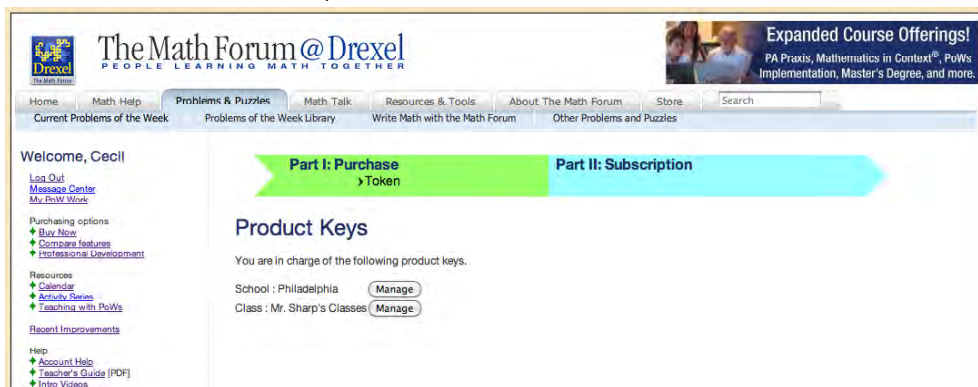 The Math Forum @ Drexel
PEOPLE LEARNING MATH TOGETHER
Drexel
The Math Forum
Expanded Course Offerings!
PA Praxis, Mathematics in Context®, PoWs
Implementation, Master's Degree, and more.
Home Math Help Problems & Puzzles Math Talk Resources & Tools About The Math Forum Store Search
Current Problems of the Week Problems of the Week Library Write Math with the Math Forum Other Problems and Puzzles
Welcome, Cecil
Log Out
Message Center
My PoW Work
Purchasing options
Buy Now
Compare features
Professional Development
Resources
Calendar
Activity Series
Teaching with PoWs
Recent Improvements
Help
Account Help
Teacher's Guide [PDF]
Intro Videos
Part I: Purchase Part II: Subscription
›Token
Product Keys
You are in charge of the following product keys.
School : Philadelphia Manage
Class : Mr. Sharp's Classes Manage